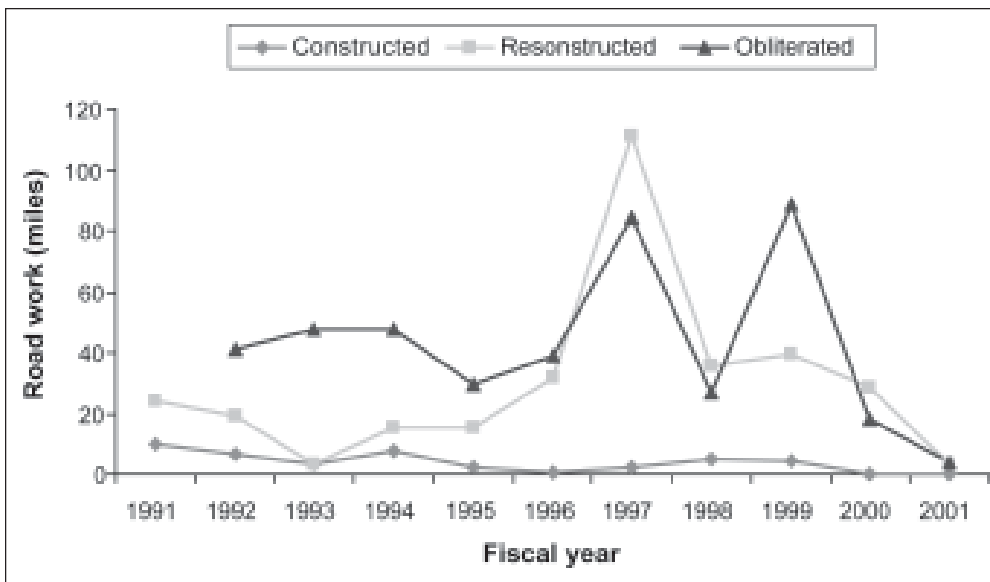 Constructed Resonstructed Obliterated
120
100
80
60
40
20
0
Road work (miles)
1991 1992 1993 1994 1995 1996 1997 1998 1999 2000 2001
Fiscal year